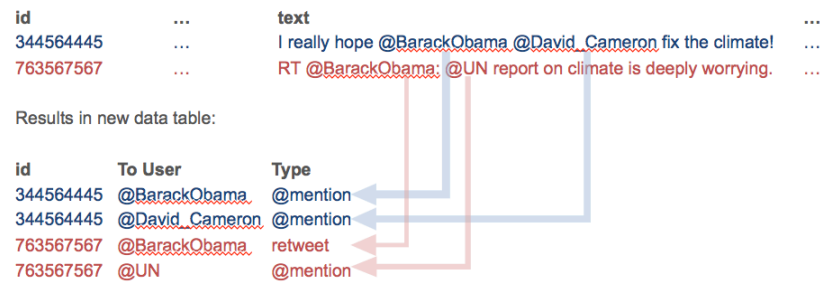 id … text …
344564445 … I really hope @BarackObama @David_Cameron fix the climate! …
763567567 … RT @BarackObama: @UN report on climate is deeply worrying. …
Results in new data table:
id To User Type
344564445 @BarackObama @mention
344564445 @David_Cameron @mention
763567567 @BarackObama retweet
763567567 @UN @mention